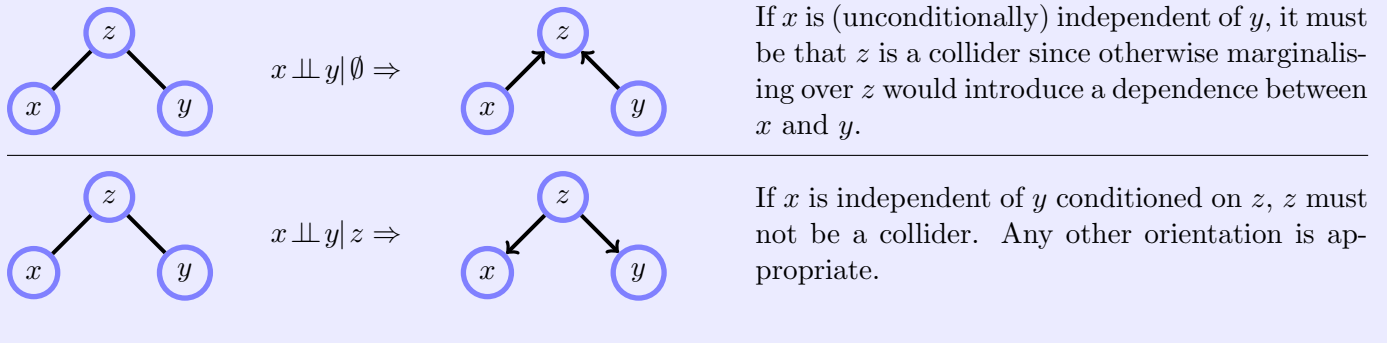 z
x
y
x ⫫ y| ∅ ⇒
z
x
y
If x is (unconditionally) independent of y, it must
be that z is a collider since otherwise marginalis-
ing over z would introduce a dependence between
x and y.
z
x
y
x ⫫ y| z ⇒
z
x
y
If x is independent of y conditioned on z, z must
not be a collider. Any other orientation is ap-
propriate.